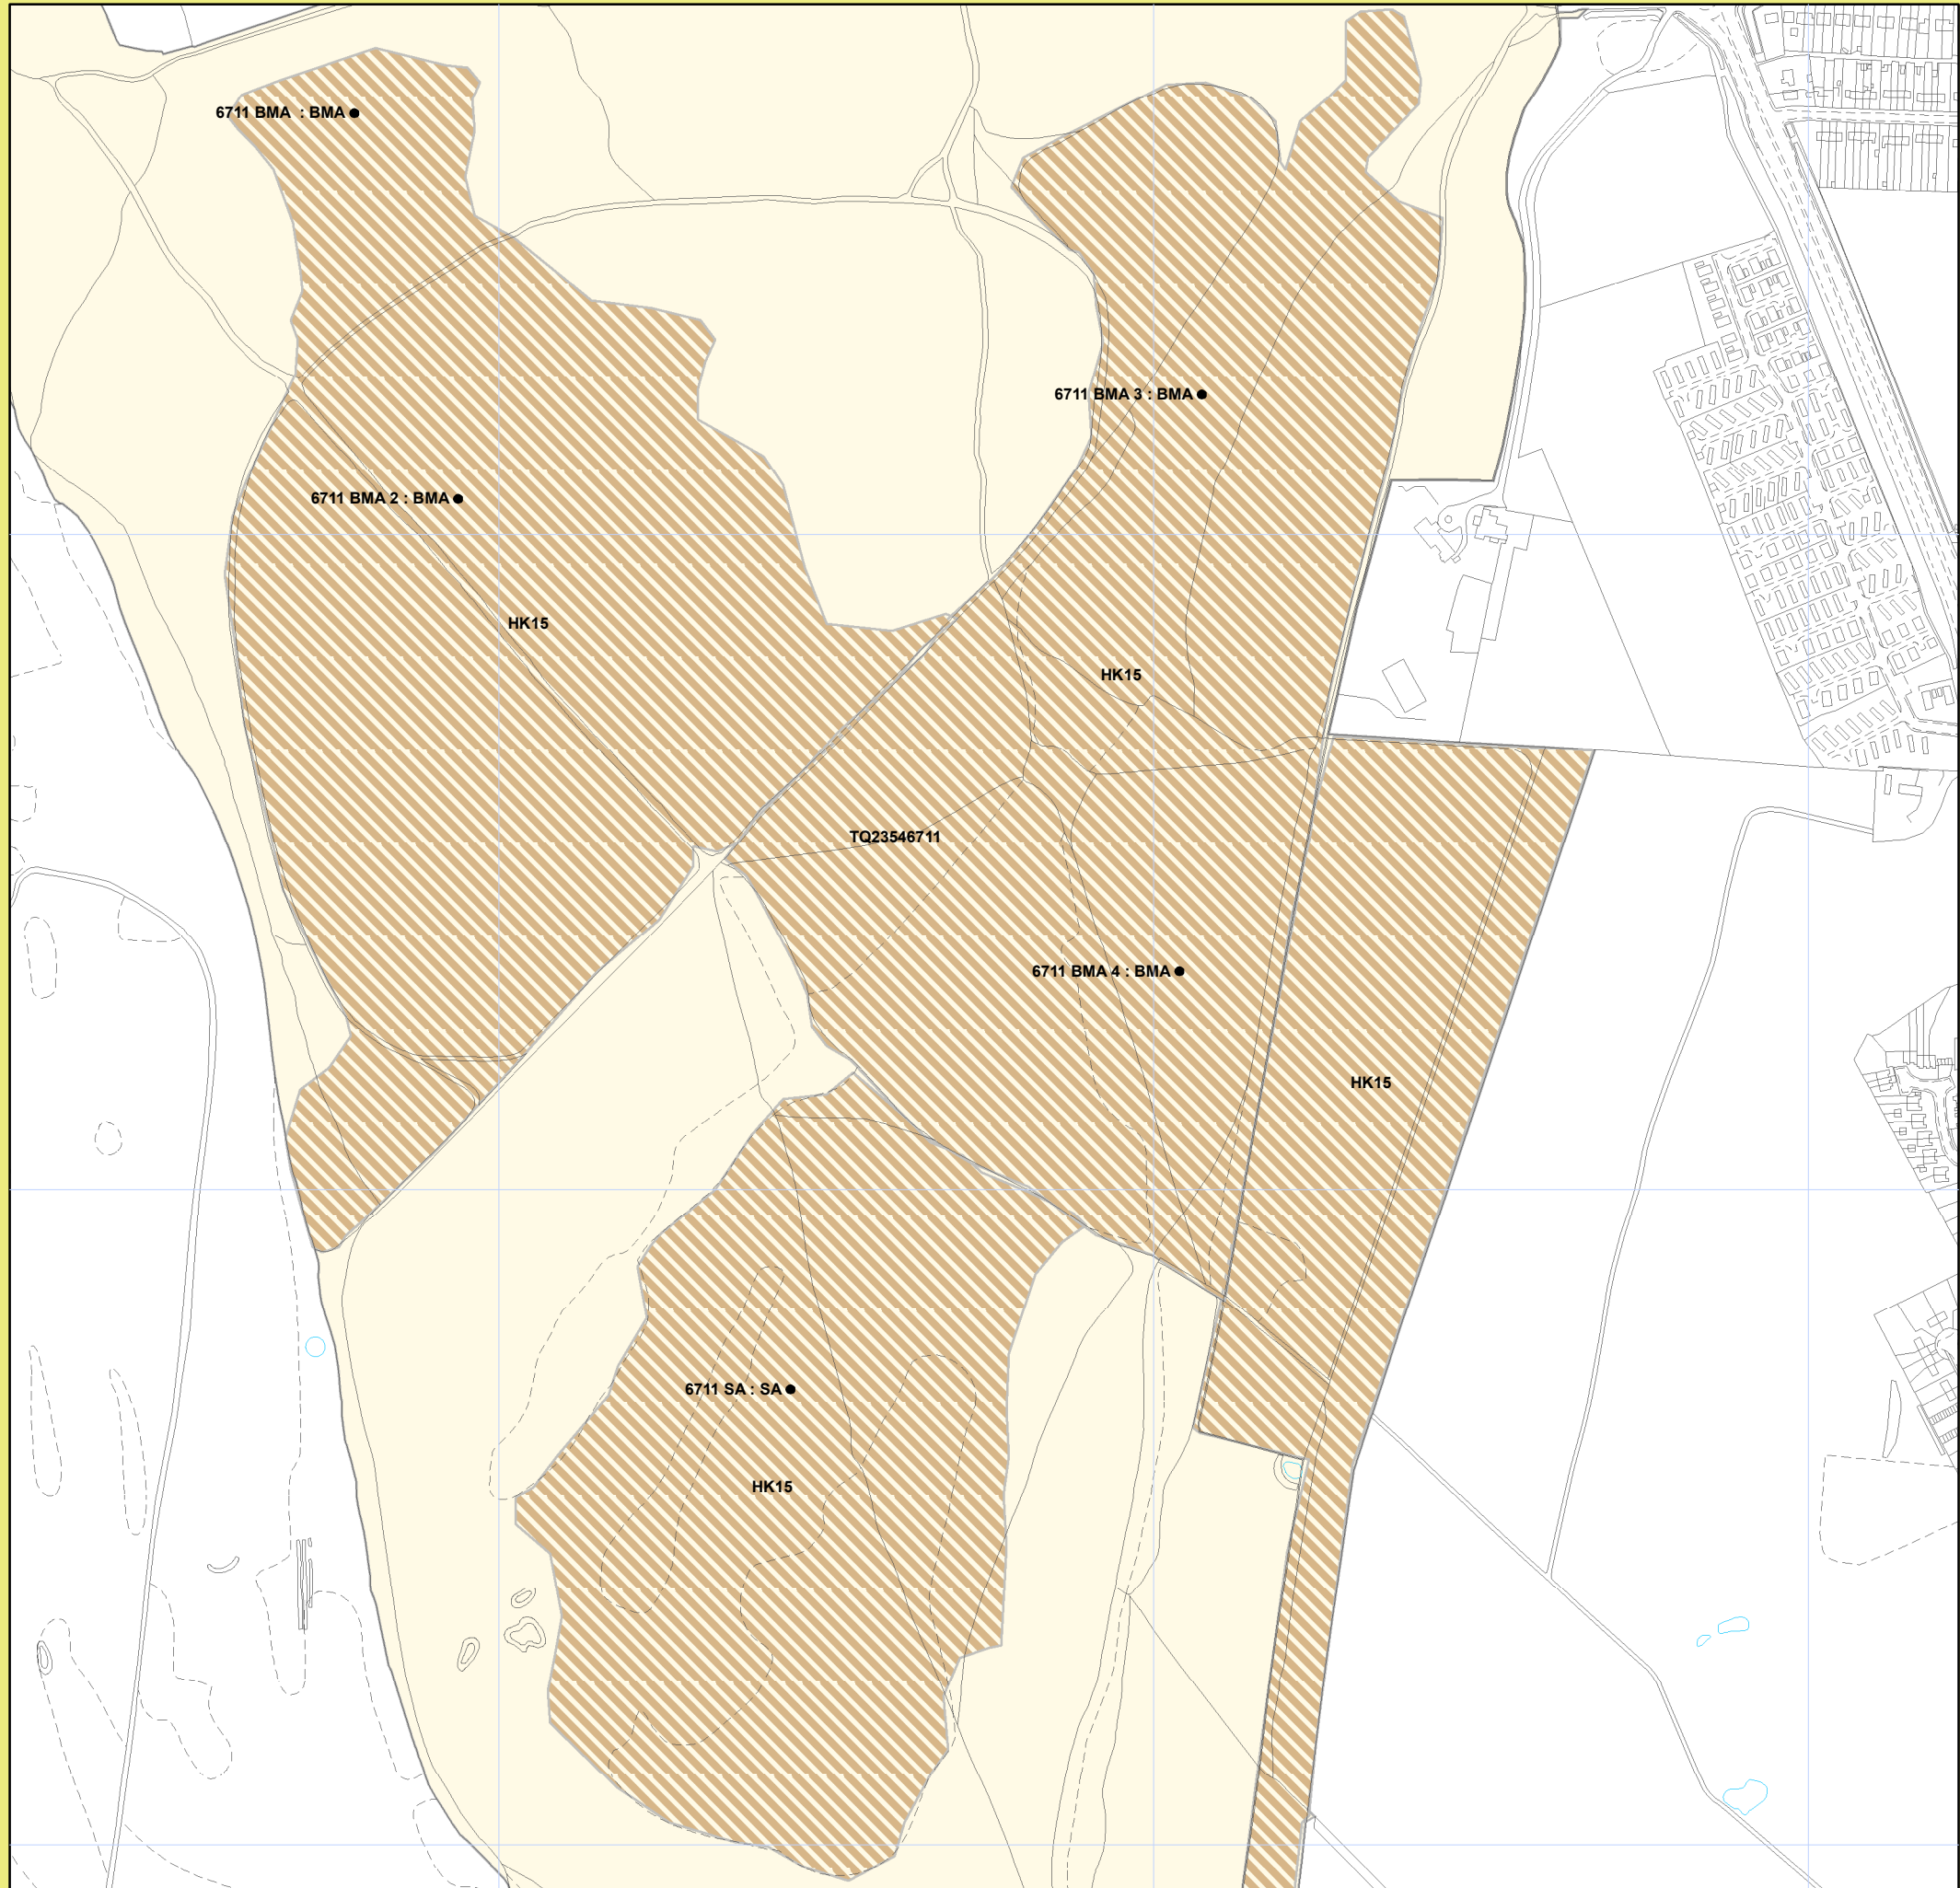 6711 BMA : BMA
6711 BMA 3 : BMA
6711 BMA 2 : BMA
HK15
HK15
TQ23546711
6711 BMA 4 : BMA
HK15
6711 SA : SA
HK15